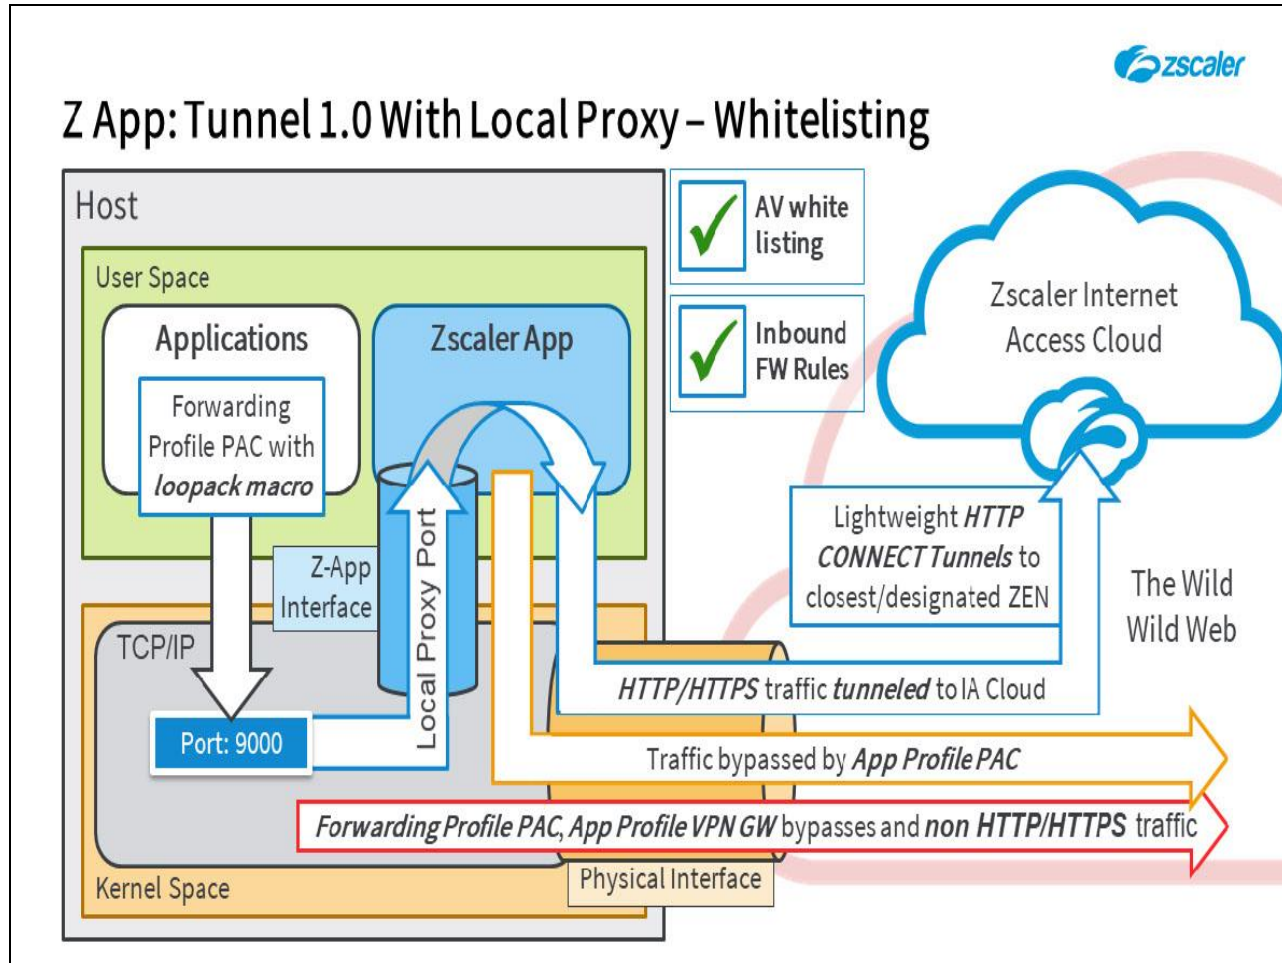 zscaler
Z App: Tunnel 1.0 With Local Proxy – Whitelisting
Host
User Space
Applications
Forwarding
Profile PAC with
loopack macro
Zscaler App
AV white
listing
Inbound
FW Rules
Zscaler Internet
Access Cloud
Z-App
Interface
Local Proxy Port
Lightweight HTTP
CONNECT Tunnels to
closest/designated ZEN
The Wild
Wild Web
TCP/IP
Port: 9000
HTTP/HTTPS traffic tunneled to IA Cloud
Traffic bypassed by App Profile PAC
Forwarding Profile PAC, App Profile VPN GW bypasses and non HTTP/HTTPS traffic
Kernel Space
Physical Interface